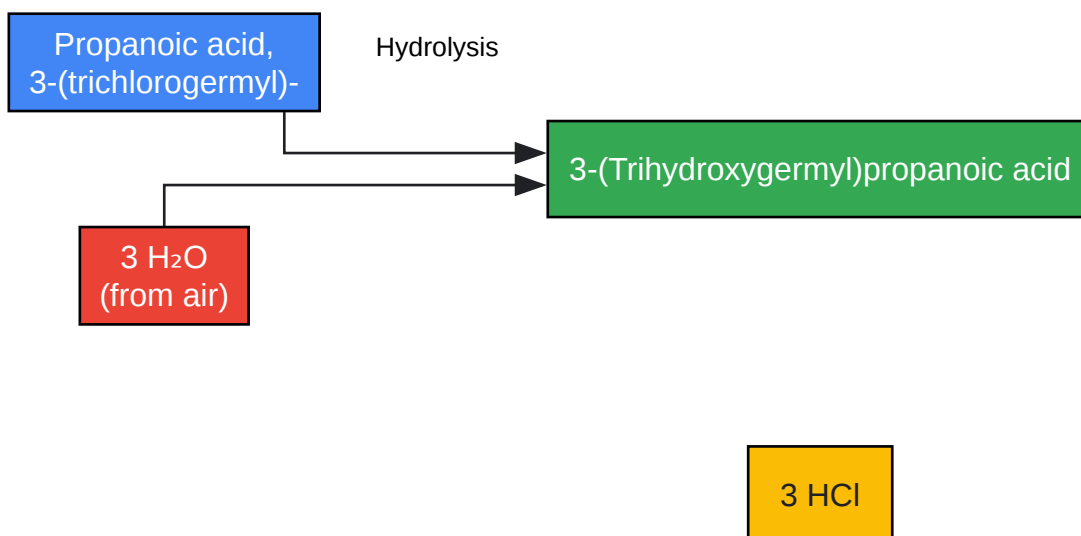 Propanoic acid,
3-(trichlorogermyl)-
Hydrolysis
3-(Trihydroxygermyl)propanoic acid
3 H₂O
(from air)
3 HCl